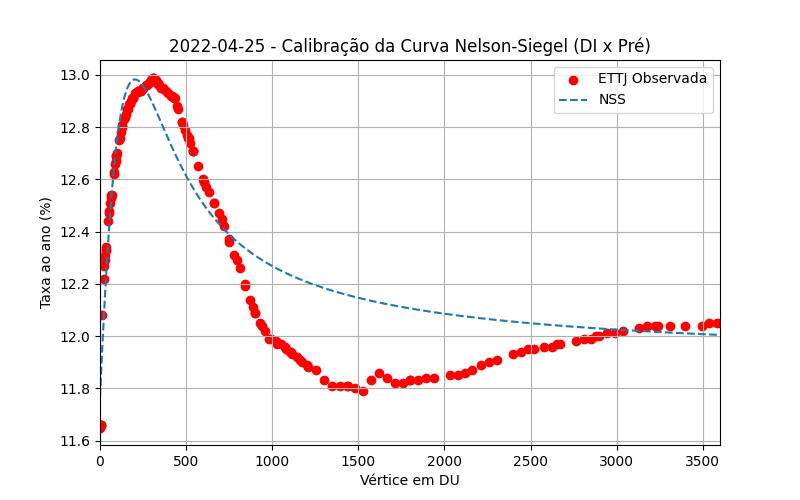 2022-04-25 - Calibração da Curva Nelson-Siegel (DI x Pré)
ETTJ Observada
NSS
Taxa ao ano (%)
13.0
12.8
12.6
12.4
12.2
12.0
11.8
11.6
0 500 1000 1500 2000 2500 3000 3500
Vértice em DU